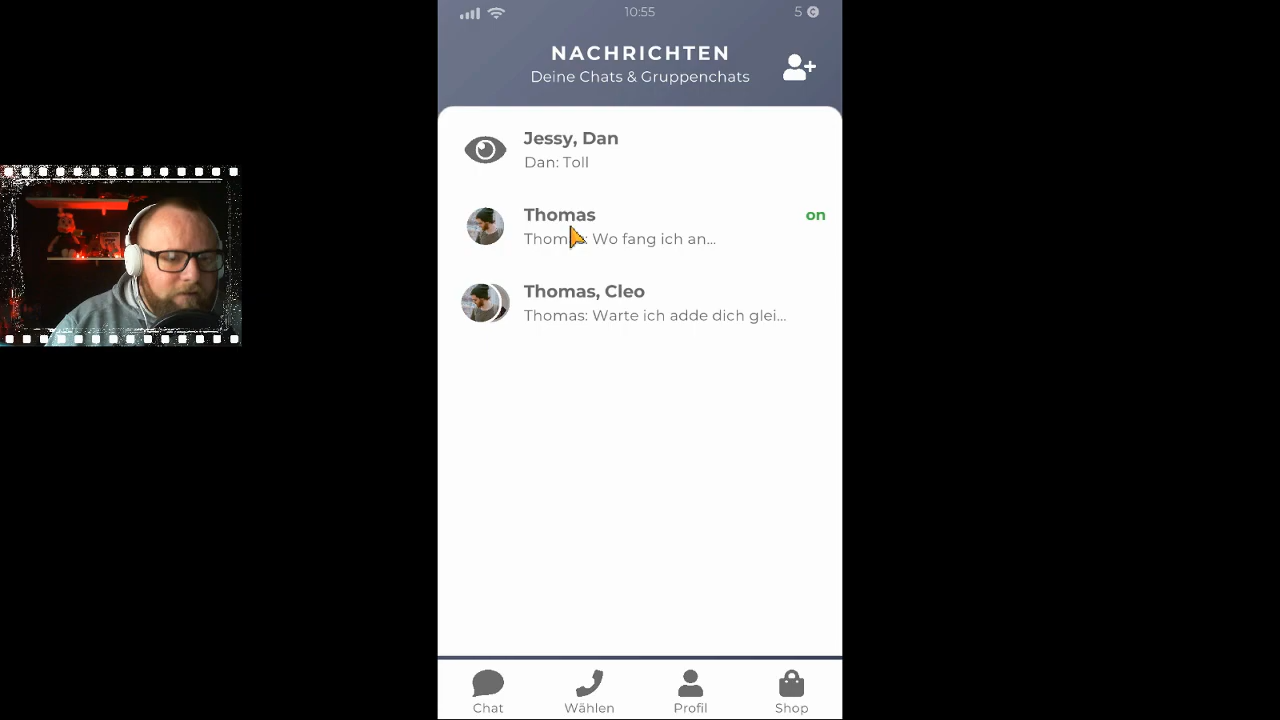 10:55
5
NACHRICHTEN
Deine Chats & Gruppenchats
Jessy, Dan
Dan: Toll
Thomas
on
Thomas: Wo fang ich an...
Thomas, Cleo
Thomas: Warte ich adde dich glei...
Chat
Wählen
Profil
Shop